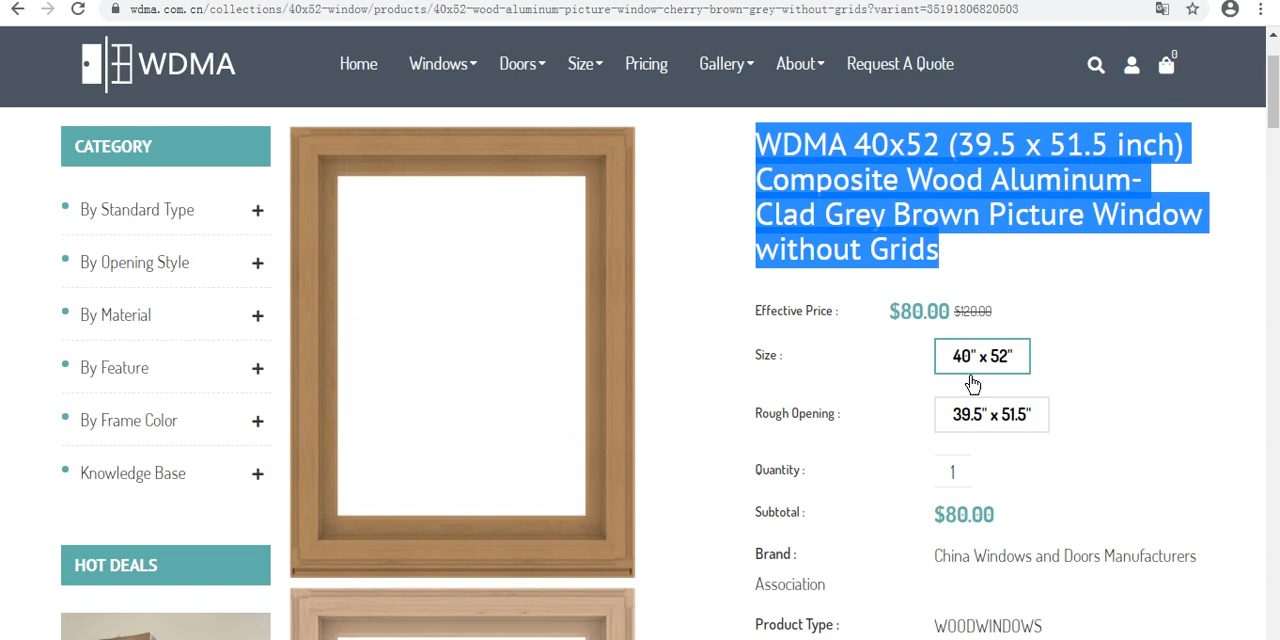 wdma.com.cn/collections/40x52-window/products/40x52-wood-aluminum-picture-window-cherry-brown-grey-without-grids?variant=35191806820503
WDMA
Home Windows Doors Size Pricing Gallery About Request A Quote
0
CATEGORY
By Standard Type +
By Opening Style +
By Material +
By Feature +
By Frame Color +
Knowledge Base +
HOT DEALS
WDMA 40x52 (39.5 x 51.5 inch)
Composite Wood Aluminum-
Clad Grey Brown Picture Window
without Grids
Effective Price : $80.00 $120.00
Size : 40" x 52"
Rough Opening : 39.5" x 51.5"
Quantity : 1
Subtotal : $80.00
Brand : China Windows and Doors Manufacturers
Association
Product Type : WOODWINDOWS